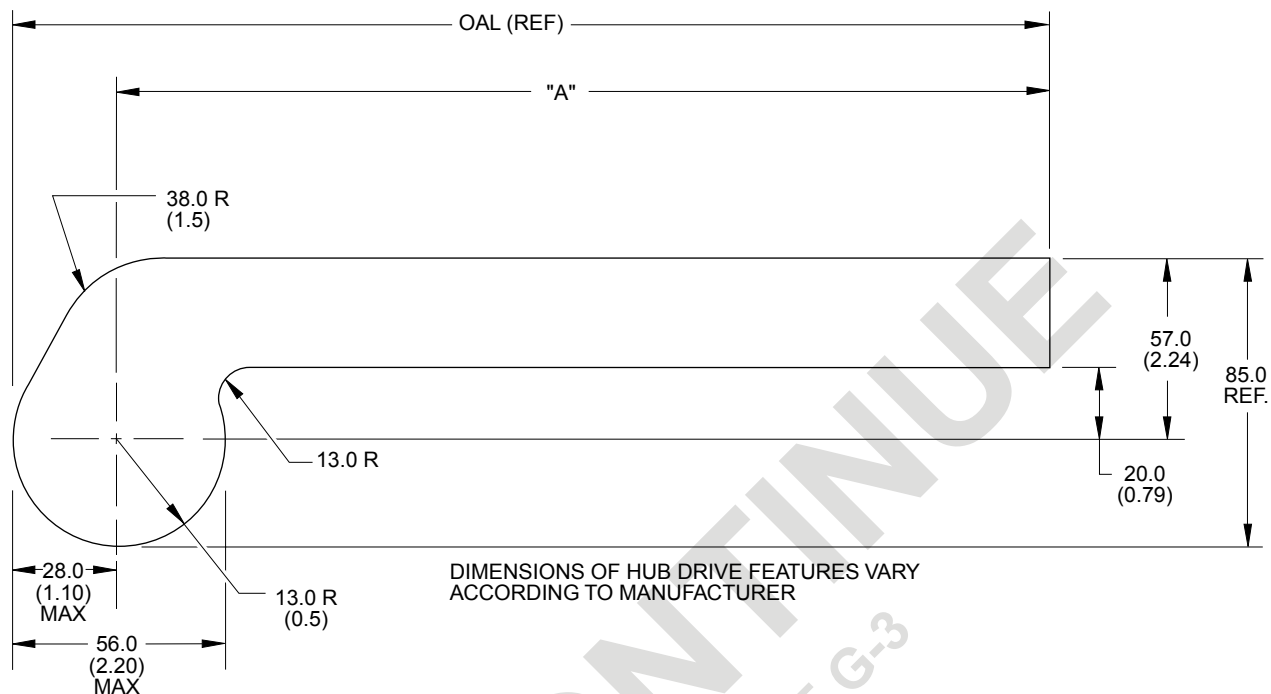 OAL (REF)
"A"
38.0 R
(1.5)
57.0
(2.24)
85.0
REF.
13.0 R
20.0
(0.79)
28.0
(1.10)
MAX
13.0 R
(0.5)
DIMENSIONS OF HUB DRIVE FEATURES VARY
ACCORDING TO MANUFACTURER
56.0
(2.20)
MAX
ONTINUE
G-3